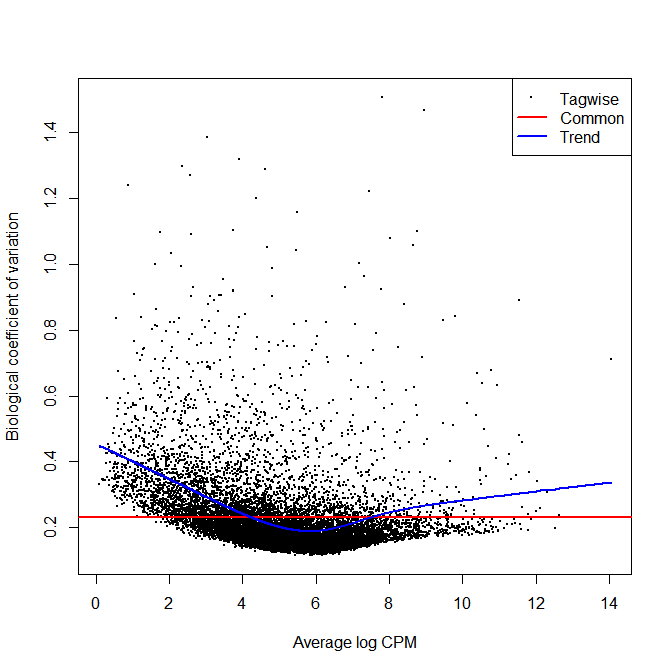 Tagwise
Common
Trend
Biological coefficient of variation
1.4
1.2
1.0
0.8
0.6
0.4
0.2
0 2 4 6 8 10 12 14
Average log CPM